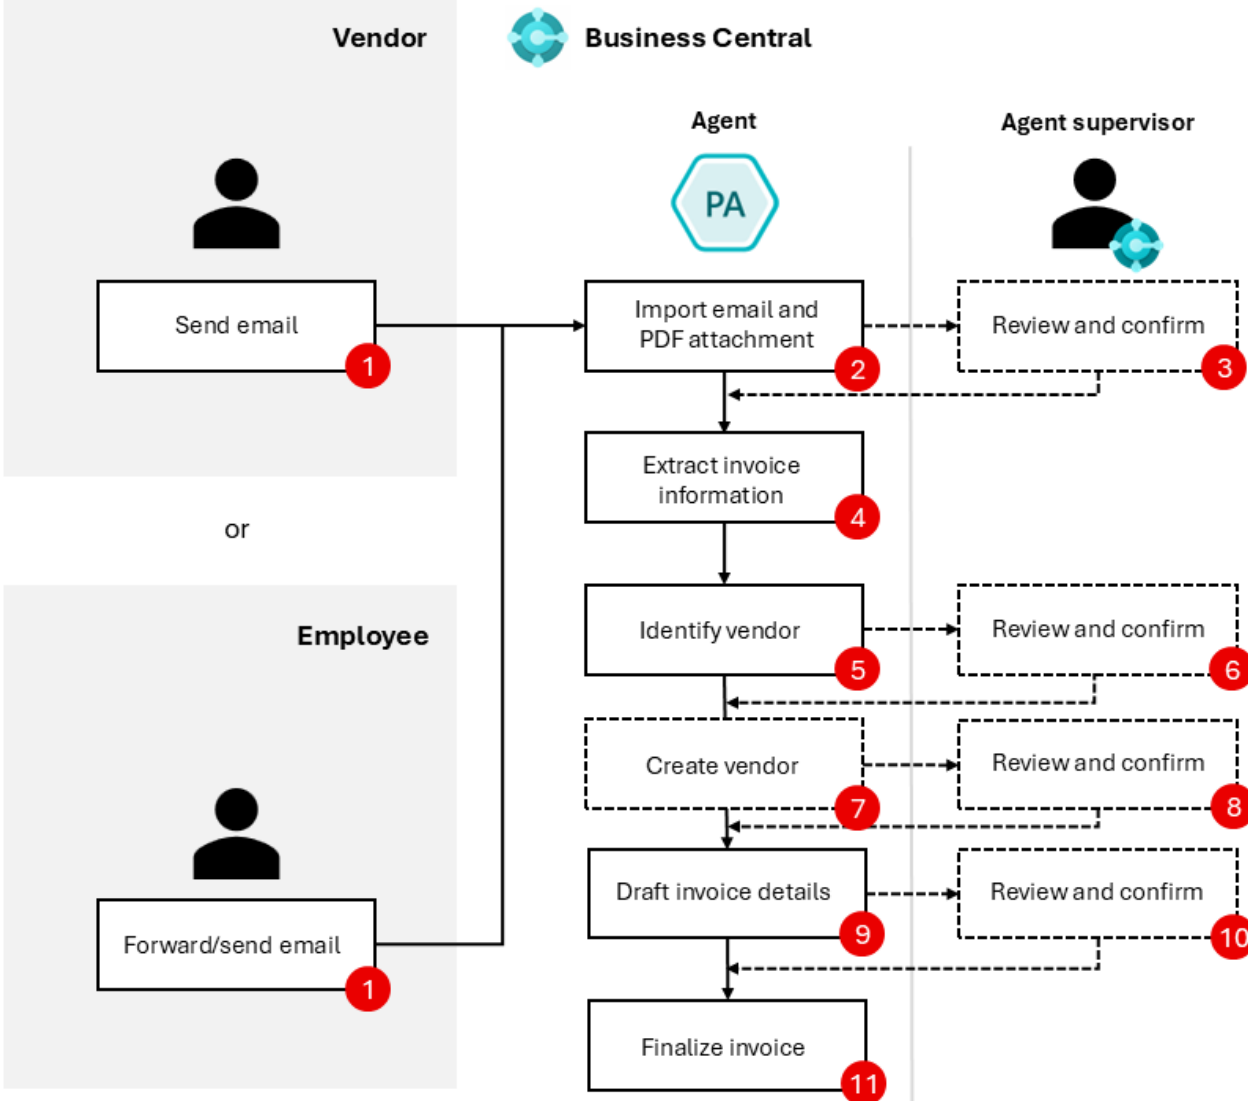 Vendor
Business Central
Agent
Agent supervisor
PA
Send email
1
Import email and
PDF attachment
2
Review and confirm
3
Extract invoice
information
4
or
Identify vendor
5
Review and confirm
6
Employee
Create vendor
7
Review and confirm
8
Draft invoice details
9
Review and confirm
10
Forward/send email
1
Finalize invoice
11